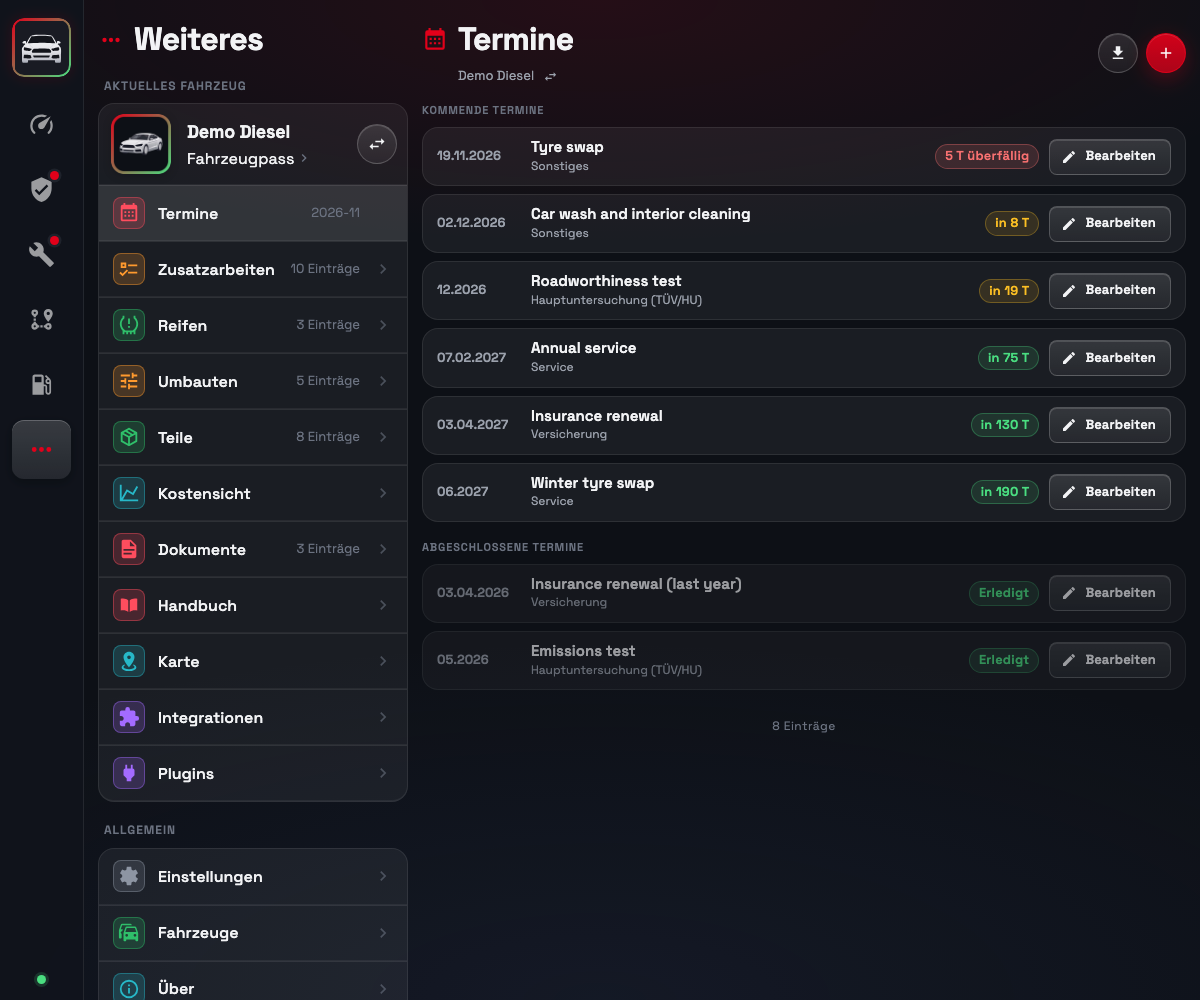 Weiteres
AKTUELLES FAHRZEUG
Demo Diesel
Fahrzeugpass
Termine
2026-11
Zusatzarbeiten
10 Einträge
Reifen
3 Einträge
Umbauten
5 Einträge
Teile
8 Einträge
Kostensicht
Dokumente
3 Einträge
Handbuch
Karte
Integrationen
Plugins
ALLGEMEIN
Einstellungen
Fahrzeuge
Über
Termine
Demo Diesel
KOMMENDE TERMINE
19.11.2026
Tyre swap
Sonstiges
5 T überfällig
Bearbeiten
02.12.2026
Car wash and interior cleaning
Sonstiges
in 8 T
Bearbeiten
12.2026
Roadworthiness test
Hauptuntersuchung (TÜV/HU)
in 19 T
Bearbeiten
07.02.2027
Annual service
Service
in 75 T
Bearbeiten
03.04.2027
Insurance renewal
Versicherung
in 130 T
Bearbeiten
06.2027
Winter tyre swap
Service
in 190 T
Bearbeiten
ABGESCHLOSSENE TERMINE
03.04.2026
Insurance renewal (last year)
Versicherung
Erledigt
Bearbeiten
05.2026
Emissions test
Hauptuntersuchung (TÜV/HU)
Erledigt
Bearbeiten
8 Einträge